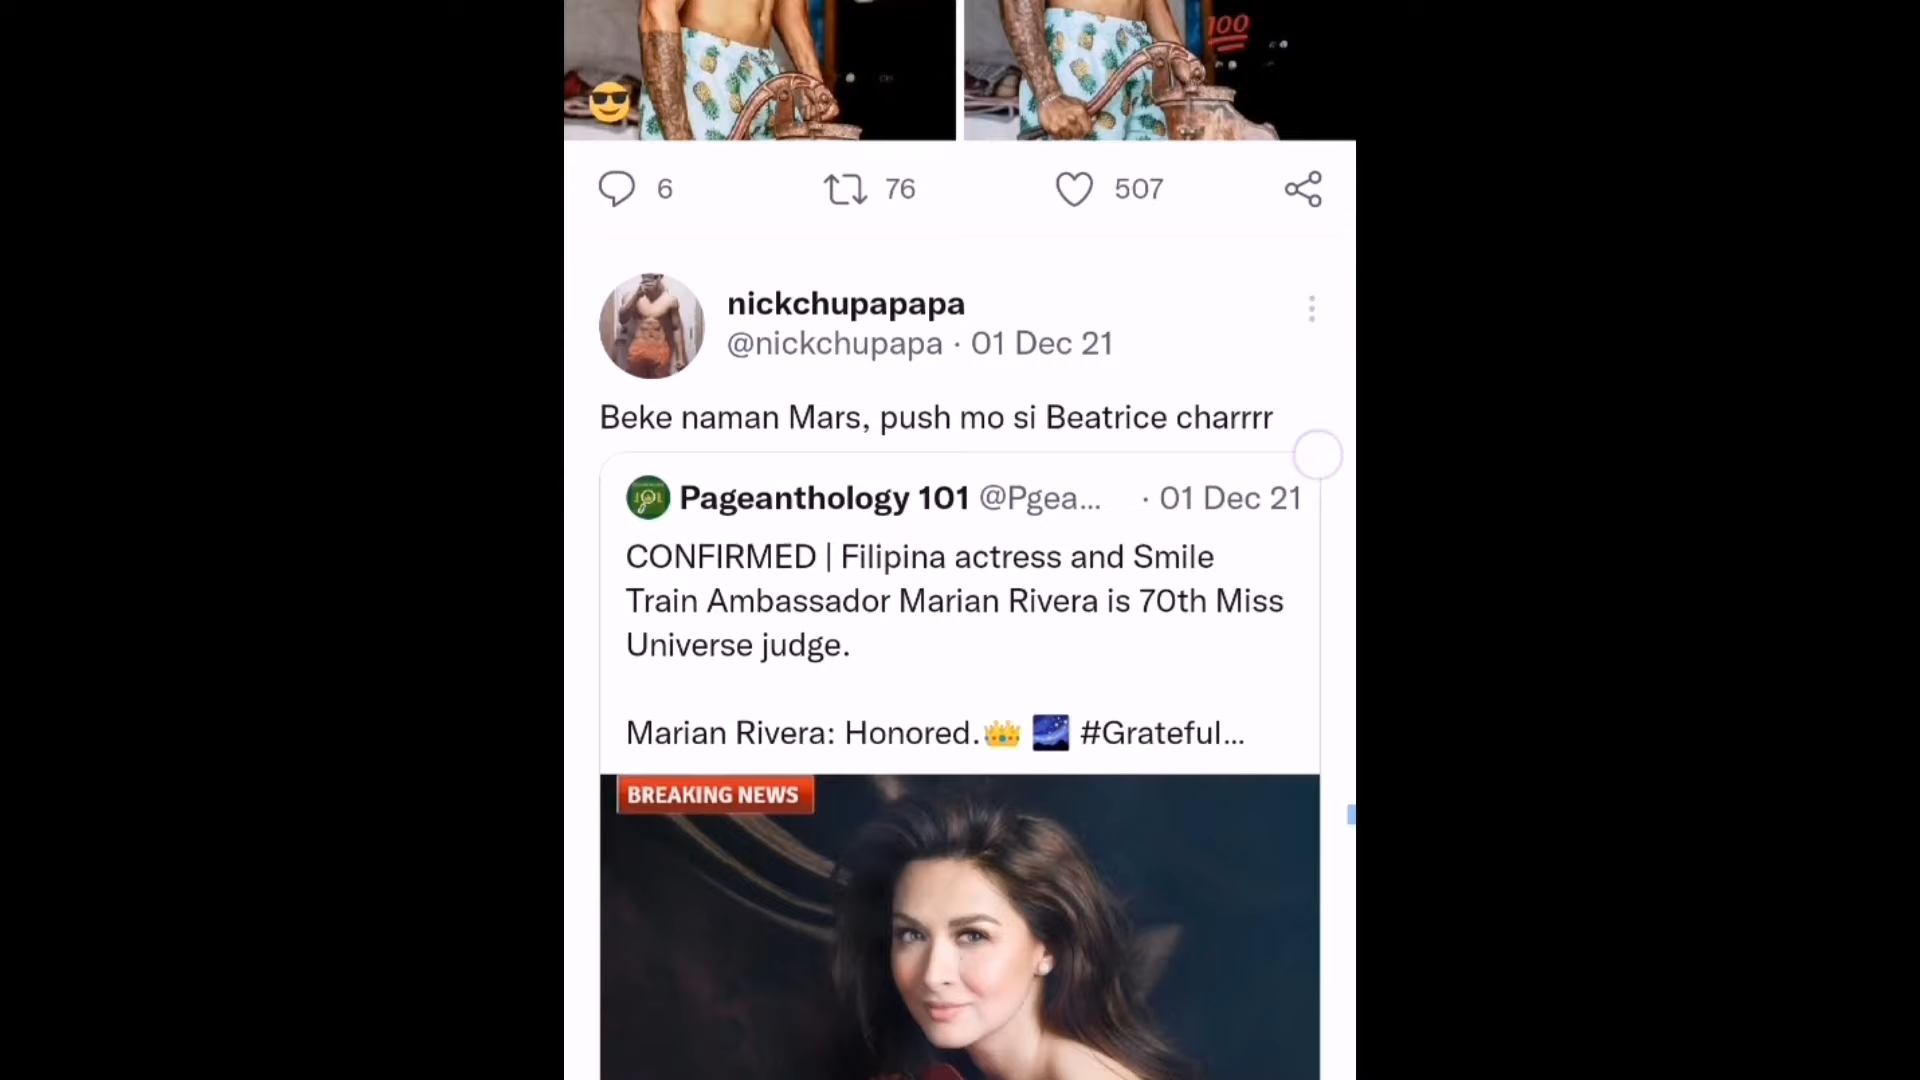 100
6 76 507
nickchupapapa
@nickchupapa · 01 Dec 21
Beke naman Mars, push mo si Beatrice charrrr
Pageanthology 101 @Pgea... · 01 Dec 21
CONFIRMED | Filipina actress and Smile
Train Ambassador Marian Rivera is 70th Miss
Universe judge.
Marian Rivera: Honored.👑 🌌 #Grateful...
BREAKING NEWS